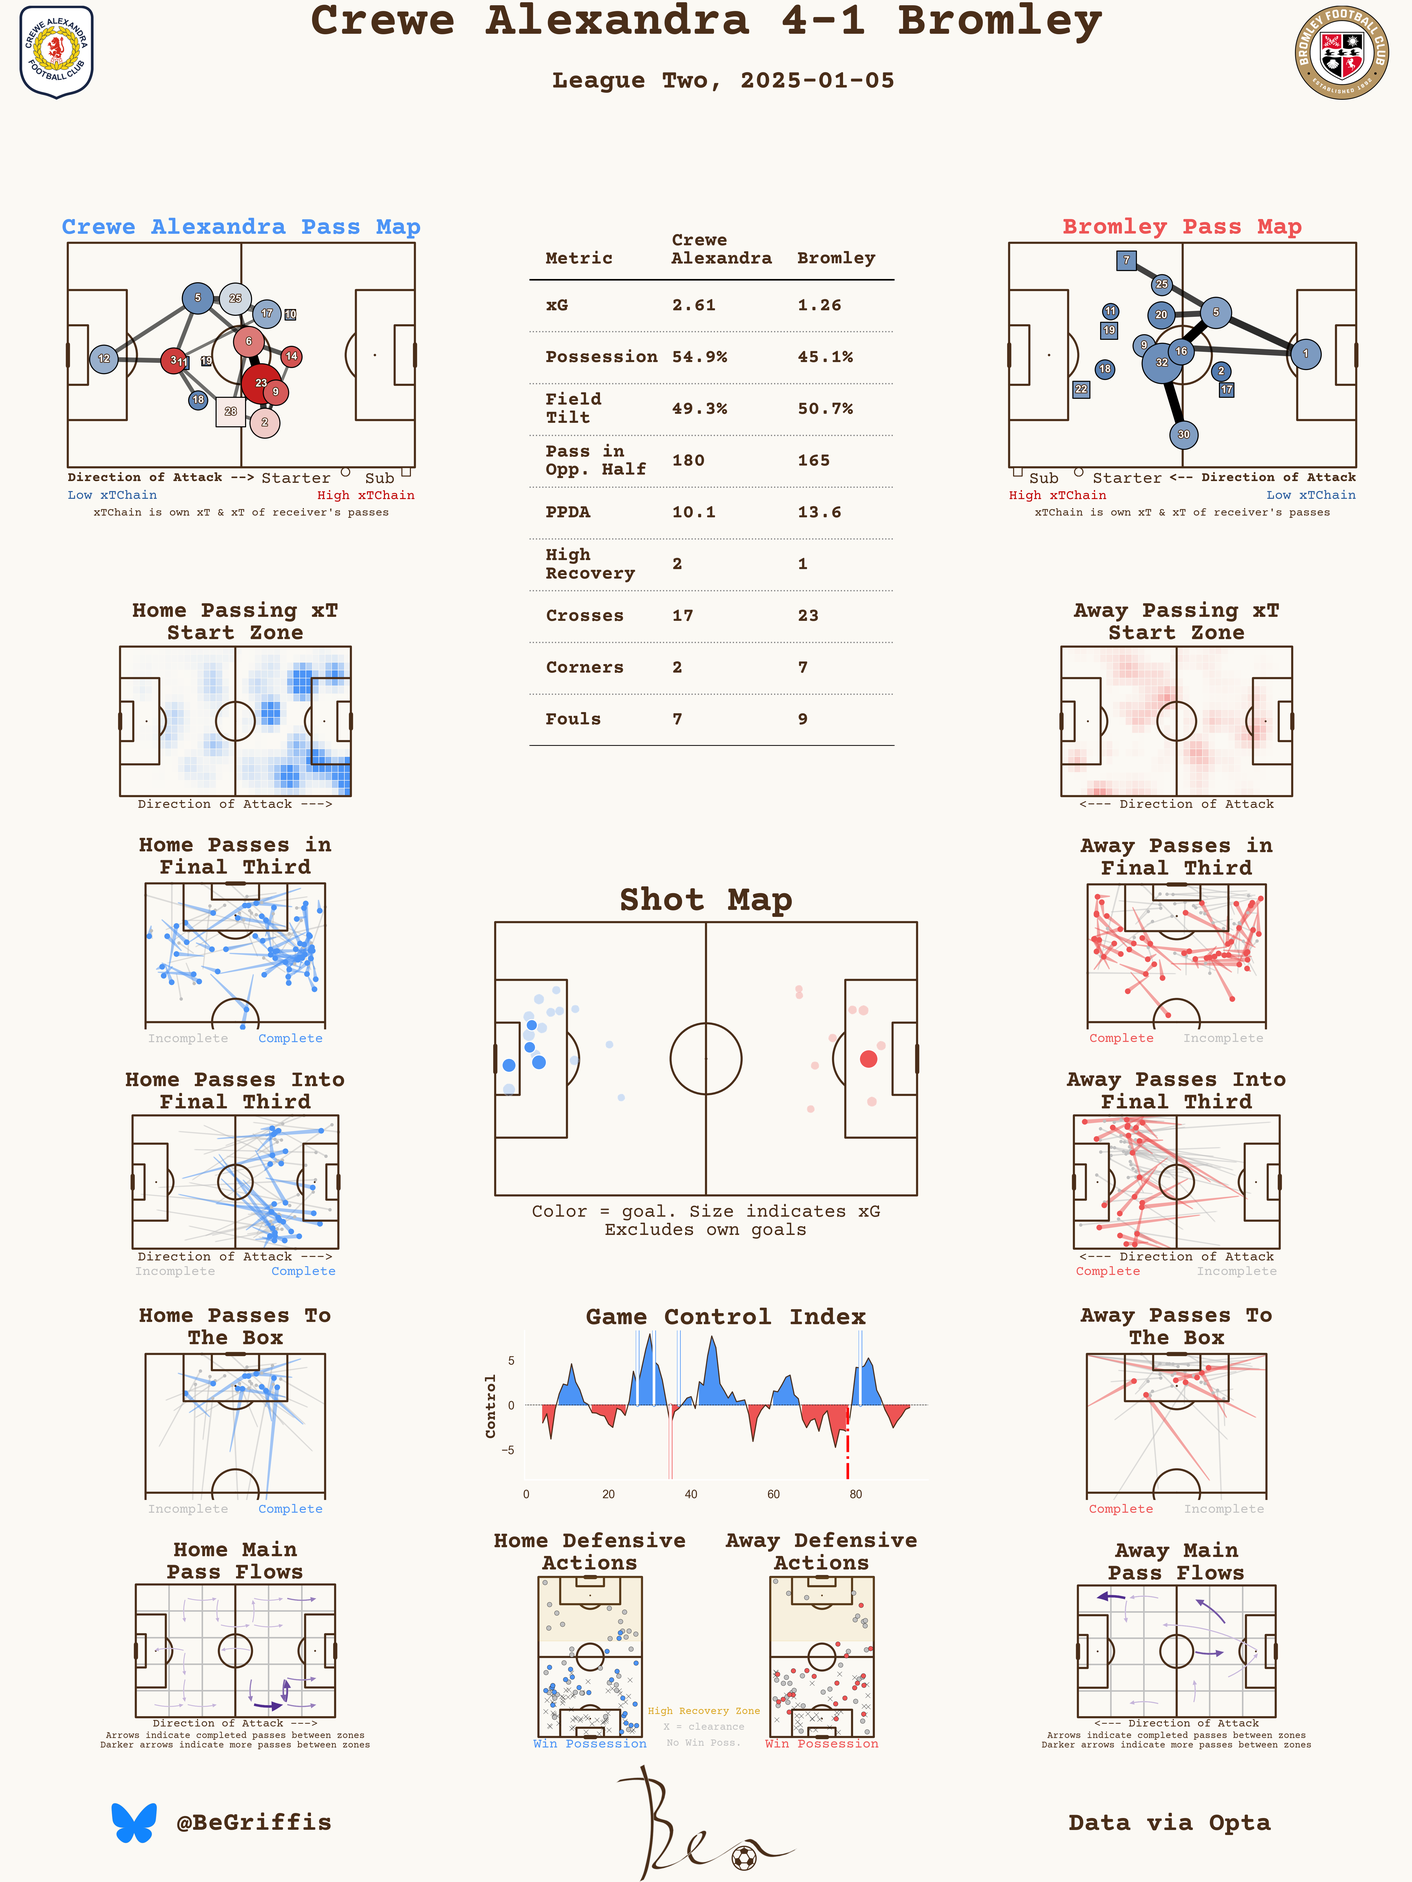 Crewe Alexandra 4-1 Bromley
League Two, 2025-01-05
CREWE ALEXANDRA
FOOTBALL CLUB
BROMLEY FOOTBALL CLUB
ESTABLISHED 1892
Crewe Alexandra Pass Map
12
5
25
17
10
6
3
11
19
14
23
9
18
28
2
Direction of Attack --> Starter Sub
Low xTChain High xTChain
xTChain is own xT & xT of receiver's passes
Metric Crewe Alexandra Bromley
xG 2.61 1.26
Possession 54.9% 45.1%
Field Tilt 49.3% 50.7%
Pass in Opp. Half 180 165
PPDA 10.1 13.6
High Recovery 2 1
Crosses 17 23
Corners 2 7
Fouls 7 9
Bromley Pass Map
7
25
11
20
5
19
9
16
32
1
18
2
22
17
30
Sub Starter <-- Direction of Attack
High xTChain Low xTChain
xTChain is own xT & xT of receiver's passes
Home Passing xT
Start Zone
Direction of Attack --->
Away Passing xT
Start Zone
<--- Direction of Attack
Home Passes in
Final Third
Incomplete Complete
Away Passes in
Final Third
Complete Incomplete
Shot Map
Color = goal. Size indicates xG
Excludes own goals
Home Passes Into
Final Third
Direction of Attack --->
Incomplete Complete
Away Passes Into
Final Third
<--- Direction of Attack
Complete Incomplete
Home Passes To
The Box
Incomplete Complete
Game Control Index
Control
5
0
−5
0 20 40 60 80
Away Passes To
The Box
Complete Incomplete
Home Main
Pass Flows
Direction of Attack --->
Arrows indicate completed passes between zones
Darker arrows indicate more passes between zones
Home Defensive
Actions
Win Possession
High Recovery Zone
X = clearance
No Win Poss.
Away Defensive
Actions
Win Possession
Away Main
Pass Flows
<--- Direction of Attack
Arrows indicate completed passes between zones
Darker arrows indicate more passes between zones
@BeGriffis
Ben
Data via Opta